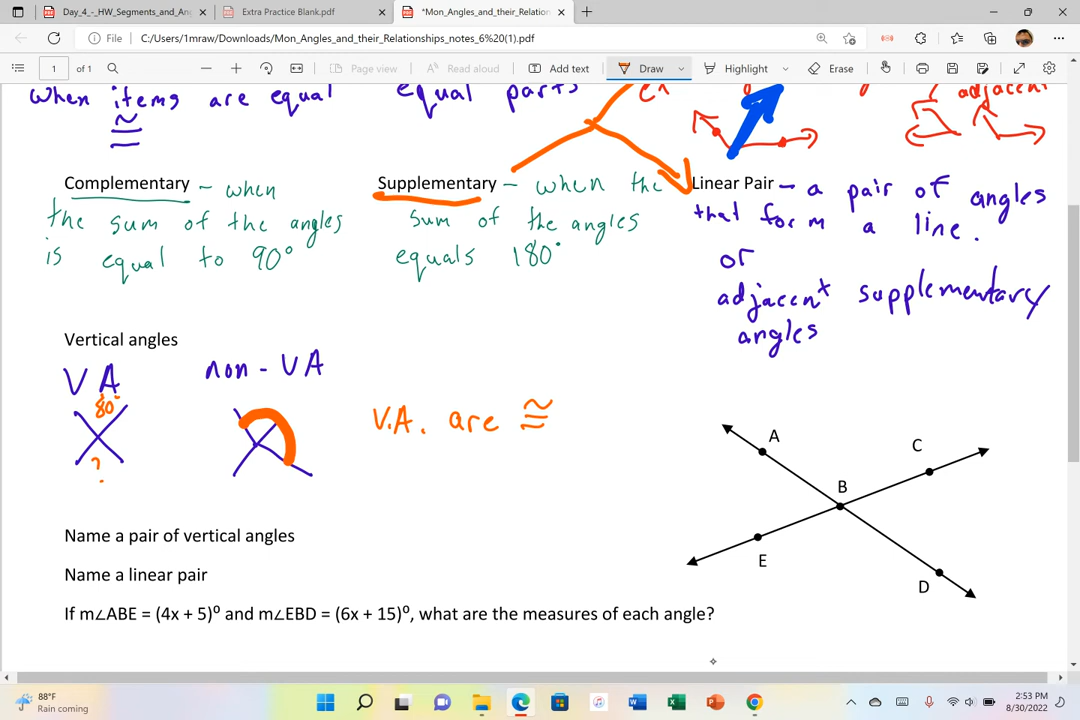 Day_4_-_HW_Segments_and_An
Extra Practice Blank.pdf
*Mon_Angles_and_their_Relation
File
C:/Users/1mraw/Downloads/Mon_Angles_and_their_Relationships_notes_6%20(1).pdf
1 of 1
Page view
Read aloud
Add text
Draw
Highlight
Erase
when items are equal
≅
equal parts
adjacent
Complementary - when
the sum of the angles
is equal to 90°
Supplementary - when the
sum of the angles
equals 180°
Linear Pair - a pair of angles
that form a line.
or
adjacent supplementary
angles
Vertical angles
VA
80°
?
non - VA
V.A. are ≅
A
C
B
E
D
Name a pair of vertical angles
Name a linear pair
If m∠ABE = (4x + 5)⁰ and m∠EBD = (6x + 15)⁰, what are the measures of each angle?
88°F
Rain coming
2:53 PM
8/30/2022